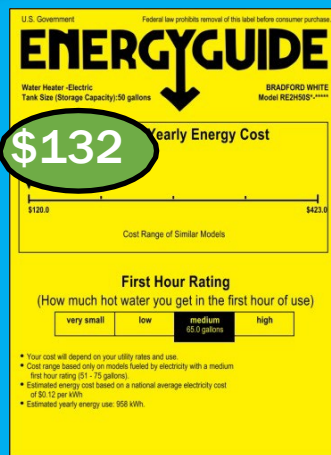 U.S. Government Federal law prohibits removal of this label before consumer purchase.
ENERGYGUIDE
Water Heater -Electric
Tank Size (Storage Capacity):50 gallons
BRADFORD WHITE
Model RE2H50S*-*****
$132
Yearly Energy Cost
$120.0 $423.0
Cost Range of Similar Models
First Hour Rating
(How much hot water you get in the first hour of use)
very small low medium high
65.0 gallons
• Your cost will depend on your utility rates and use.
• Cost range based only on models fueled by electricity with a medium
first hour rating (51 - 75 gallons).
• Estimated energy cost based on a national average electricity cost
of $0.12 per kWh
• Estimated yearly energy use: 958 kWh.